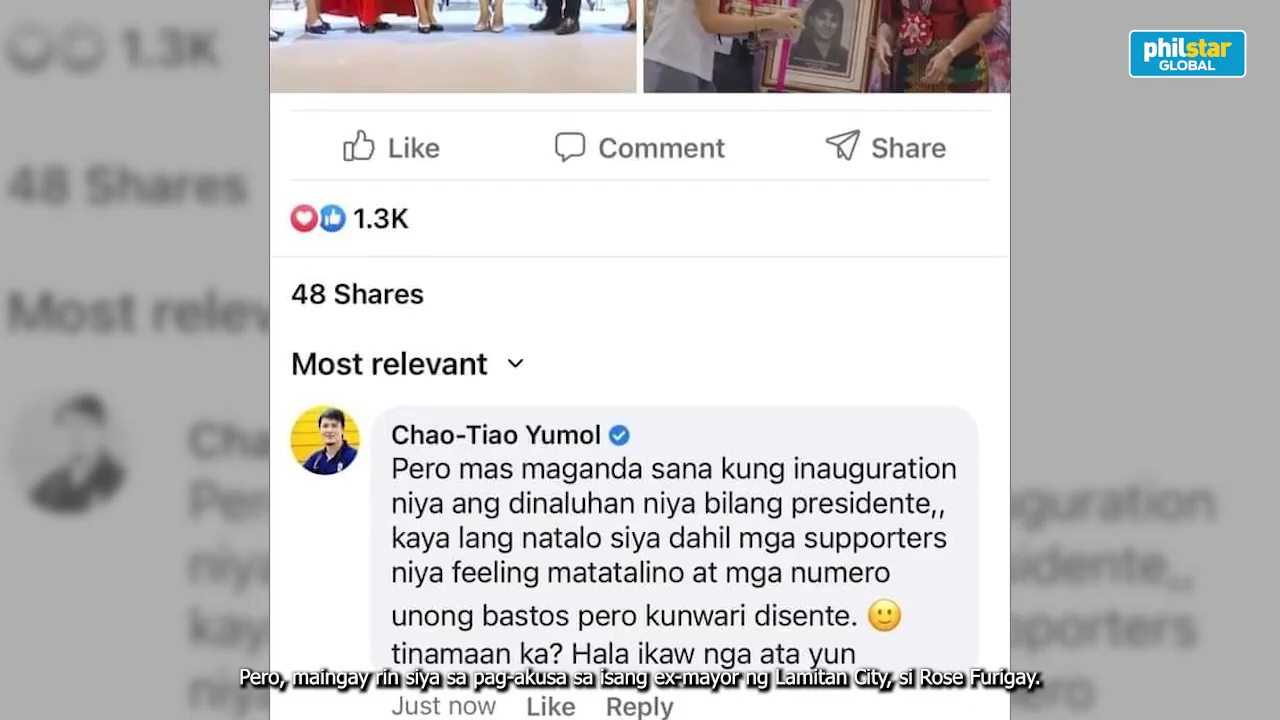 philstar
GLOBAL
Like Comment Share
1.3K
48 Shares
Most relevant
Chao-Tiao Yumol
Pero mas maganda sana kung inauguration
niya ang dinaluhan niya bilang presidente,,
kaya lang natalo siya dahil mga supporters
niya feeling matatalino at mga numero
unong bastos pero kunwari disente. 🙂
tinamaan ka? Hala ikaw nga ata yun
Pero, maingay rin siya sa pag-akusa sa isang ex-mayor ng Lamitan City, si Rose Furigay.
Just now Like Reply